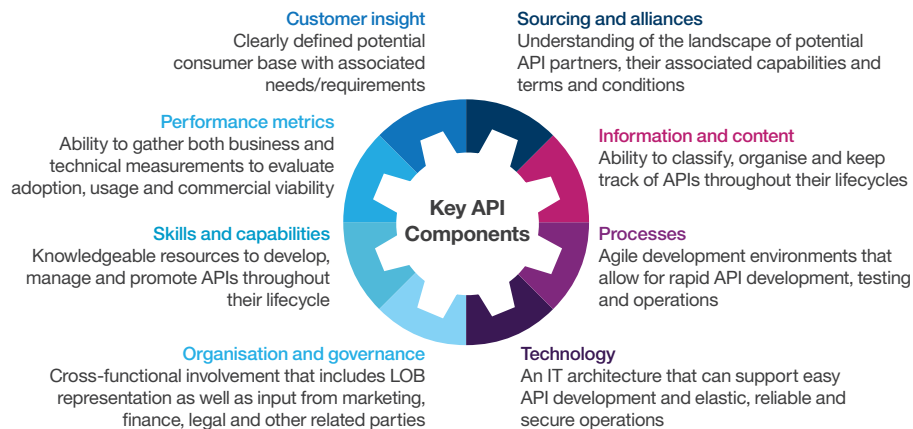 Customer insight
Clearly defined potential
consumer base with associated
needs/requirements
Sourcing and alliances
Understanding of the landscape of potential
API partners, their associated capabilities and
terms and conditions
Performance metrics
Ability to gather both business and
technical measurements to evaluate
adoption, usage and commercial viability
Information and content
Ability to classify, organise and keep
track of APIs throughout their lifecycles
Key API
Components
Skills and capabilities
Knowledgeable resources to develop,
manage and promote APIs throughout
their lifecycle
Processes
Agile development environments that
allow for rapid API development, testing
and operations
Organisation and governance
Cross-functional involvement that includes LOB
representation as well as input from marketing,
finance, legal and other related parties
Technology
An IT architecture that can support easy
API development and elastic, reliable and
secure operations